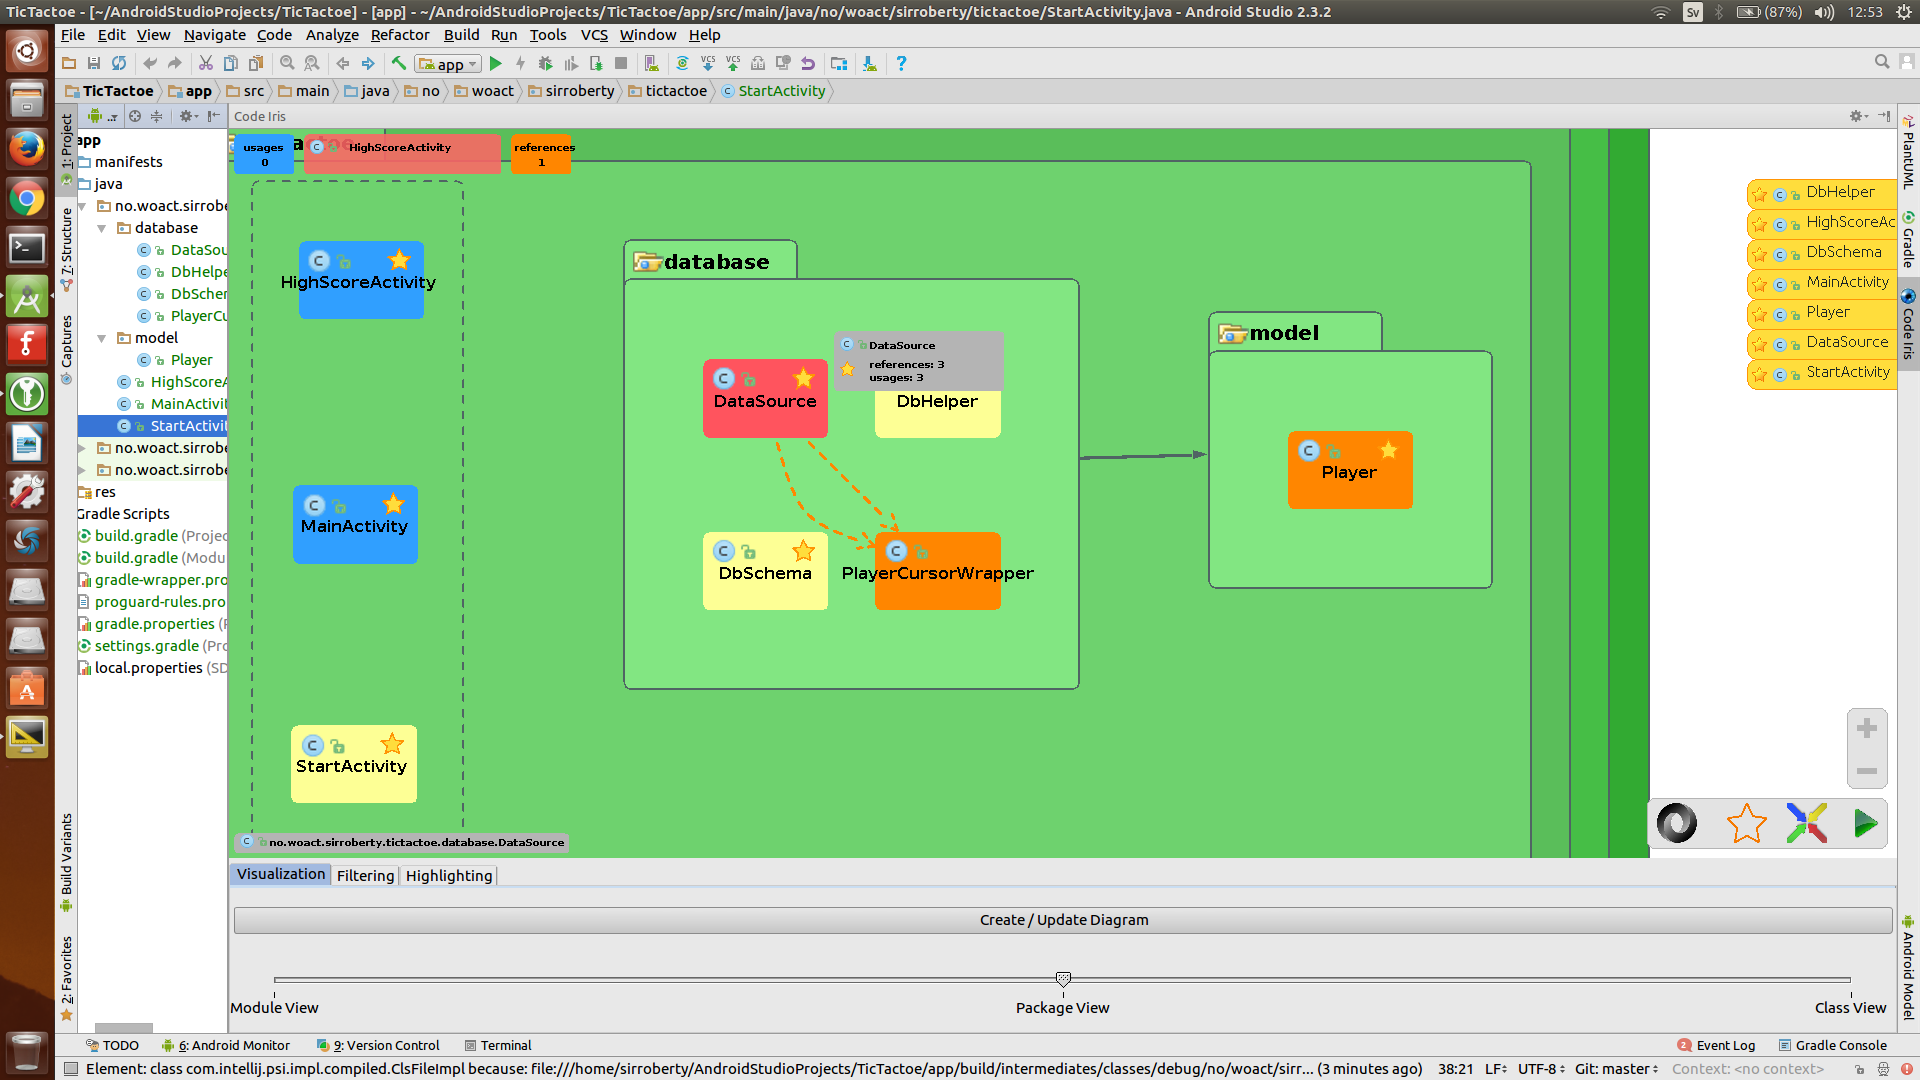 TicTactoe - [~/AndroidStudioProjects/TicTactoe] - [app] - ~/AndroidStudioProjects/TicTactoe/app/src/main/java/no/woact/sirroberty/tictactoe/StartActivity.java - Android Studio 2.3.2
Sv (87%) 12:53
File Edit View Navigate Code Analyze Refactor Build Run Tools VCS Window Help
app
TicTactoe app src main java no woact sirroberty tictactoe StartActivity
Code Iris
1: Project
7: Structure
Captures
Build Variants
2: Favorites
app
manifests
java
no.woact.sirrobe
database
DataSou
DbHelpe
DbSchem
PlayerCu
model
Player
HighScoreA
MainActivit
StartActivit
no.woact.sirrobe
no.woact.sirrobe
res
Gradle Scripts
build.gradle (Projec
build.gradle (Modu
gradle-wrapper.pro
proguard-rules.pro
gradle.properties (P
settings.gradle (Pro
local.properties (SD
usages
0
HighScoreActivity
references
1
HighScoreActivity
MainActivity
StartActivity
database
DataSource
DataSource
references: 3
usages: 3
DbHelper
DbSchema
PlayerCursorWrapper
model
Player
no.woact.sirroberty.tictactoe.database.DataSource
DbHelper
HighScoreAc
DbSchema
MainActivity
Player
DataSource
StartActivity
PlantUML
Gradle
Code Iris
Android Model
Visualization Filtering Highlighting
Create / Update Diagram
Module View Package View Class View
TODO 6: Android Monitor 9: Version Control Terminal 2 Event Log Gradle Console
Element: class com.intellij.psi.impl.compiled.ClsFileImpl because: file:///home/sirroberty/AndroidStudioProjects/TicTactoe/app/build/intermediates/classes/debug/no/woact/sirr... (3 minutes ago) 38:21 LF UTF-8 Git: master Context: <no context>